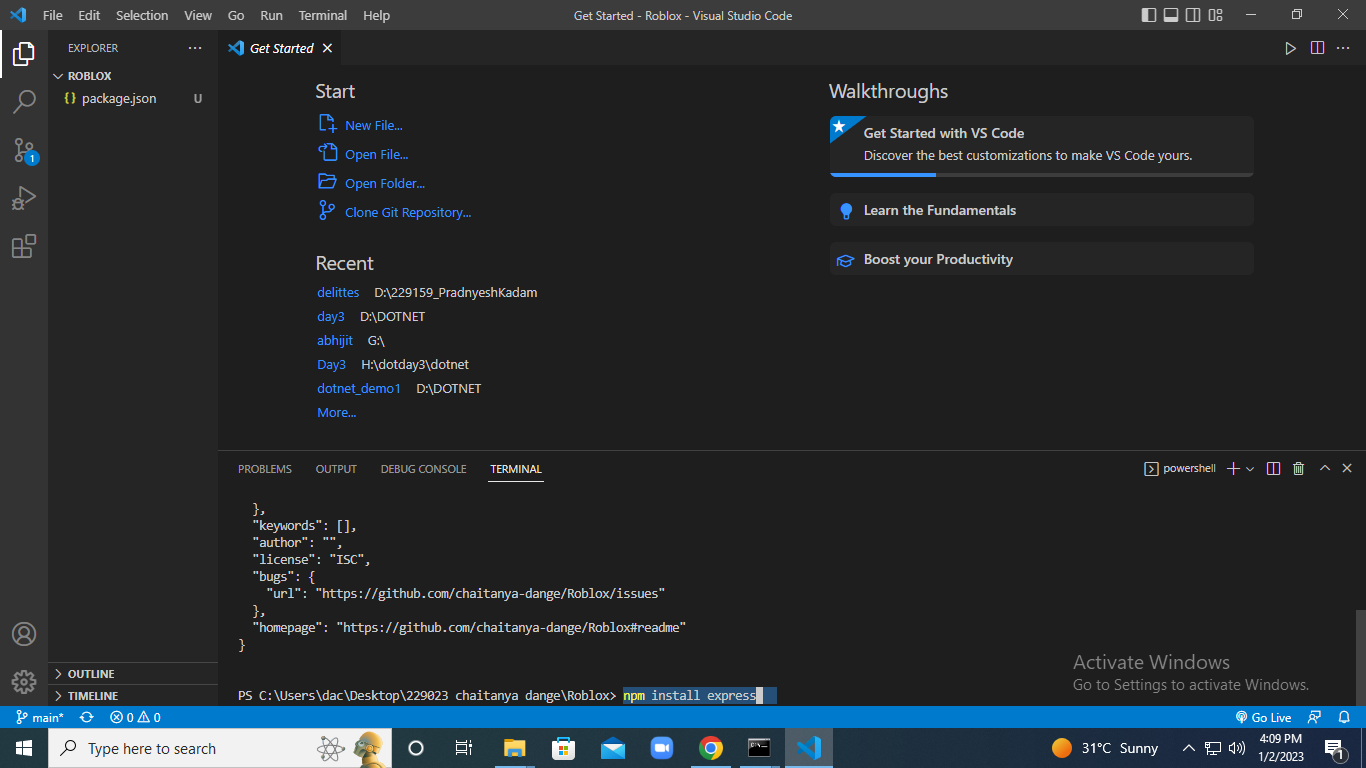 File Edit Selection View Go Run Terminal Help
Get Started - Roblox - Visual Studio Code
EXPLORER
ROBLOX
{} package.json U
1
OUTLINE
TIMELINE
Get Started
Start
New File...
Open File...
Open Folder...
Clone Git Repository...
Recent
delittes D:\229159_PradnyeshKadam
day3 D:\DOTNET
abhijit G:\
Day3 H:\dotday3\dotnet
dotnet_demo1 D:\DOTNET
More...
Walkthroughs
Get Started with VS Code
Discover the best customizations to make VS Code yours.
Learn the Fundamentals
Boost your Productivity
PROBLEMS OUTPUT DEBUG CONSOLE TERMINAL
powershell
},
"keywords": [],
"author": "",
"license": "ISC",
"bugs": {
"url": "https://github.com/chaitanya-dange/Roblox/issues"
},
"homepage": "https://github.com/chaitanya-dange/Roblox#readme"
}
PS C:\Users\dac\Desktop\229023 chaitanya dange\Roblox> npm install express
Activate Windows
Go to Settings to activate Windows.
main* 0 0 Go Live
Type here to search
31°C Sunny
4:09 PM
1/2/2023
1